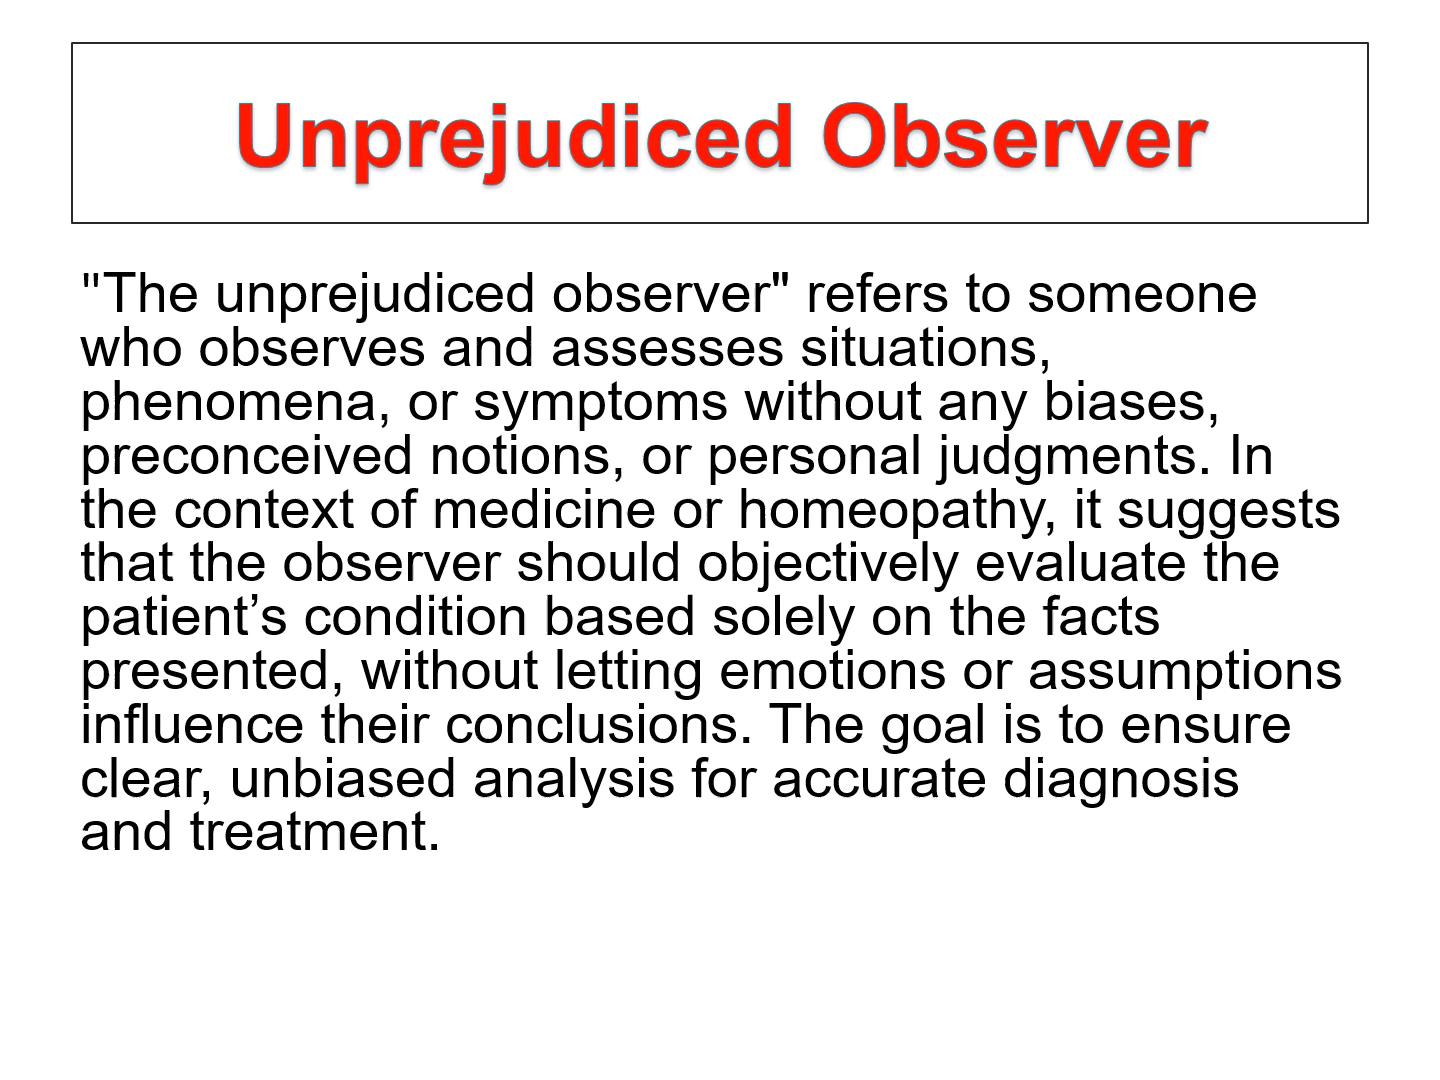 Unprejudiced Observer
"The unprejudiced observer" refers to someone
who observes and assesses situations,
phenomena, or symptoms without any biases,
preconceived notions, or personal judgments. In
the context of medicine or homeopathy, it suggests
that the observer should objectively evaluate the
patient’s condition based solely on the facts
presented, without letting emotions or assumptions
influence their conclusions. The goal is to ensure
clear, unbiased analysis for accurate diagnosis
and treatment.